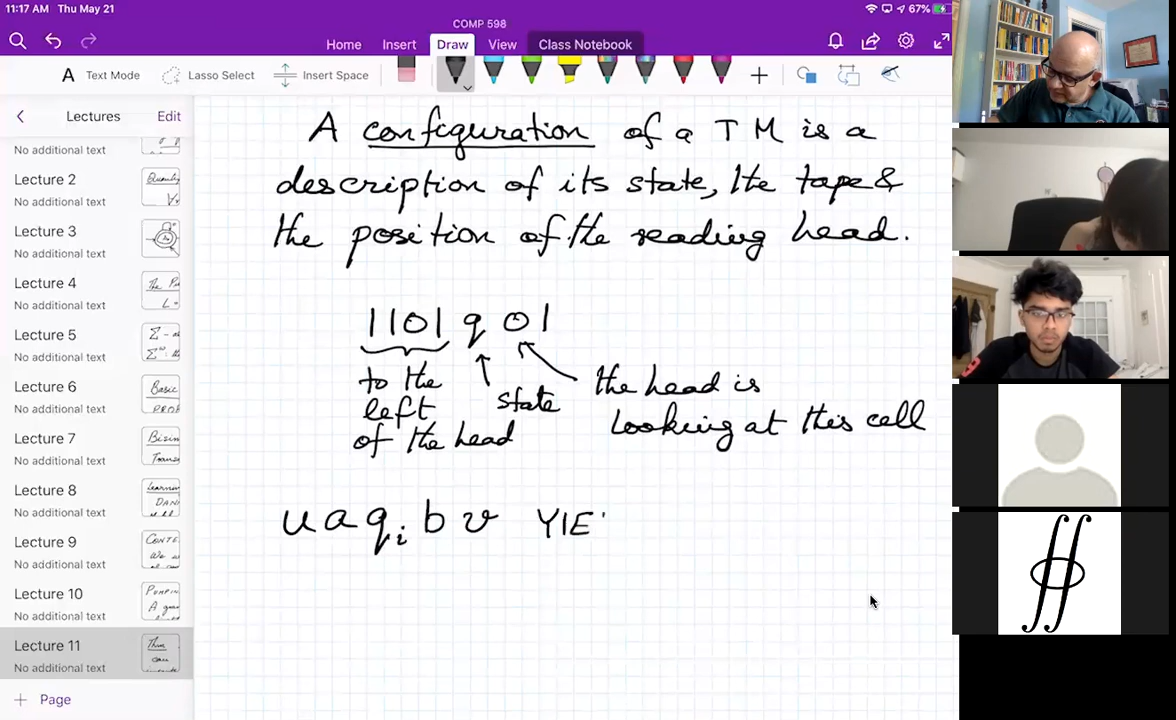 11:17 AM Thu May 21
67%
COMP 598
Home Insert Draw View Class Notebook
A Text Mode Lasso Select Insert Space
Lectures Edit
No additional text
Lecture 2
No additional text
Lecture 3
No additional text
Lecture 4
No additional text
Lecture 5
No additional text
Lecture 6
No additional text
Lecture 7
No additional text
Lecture 8
No additional text
Lecture 9
No additional text
Lecture 10
No additional text
Lecture 11
No additional text
+ Page
A configuration of a TM is a
description of its state, the tape &
the position of the reading head.
1101 q 01
to the
left
of the head
state
the head is
looking at this cell
u a qi b v YIE